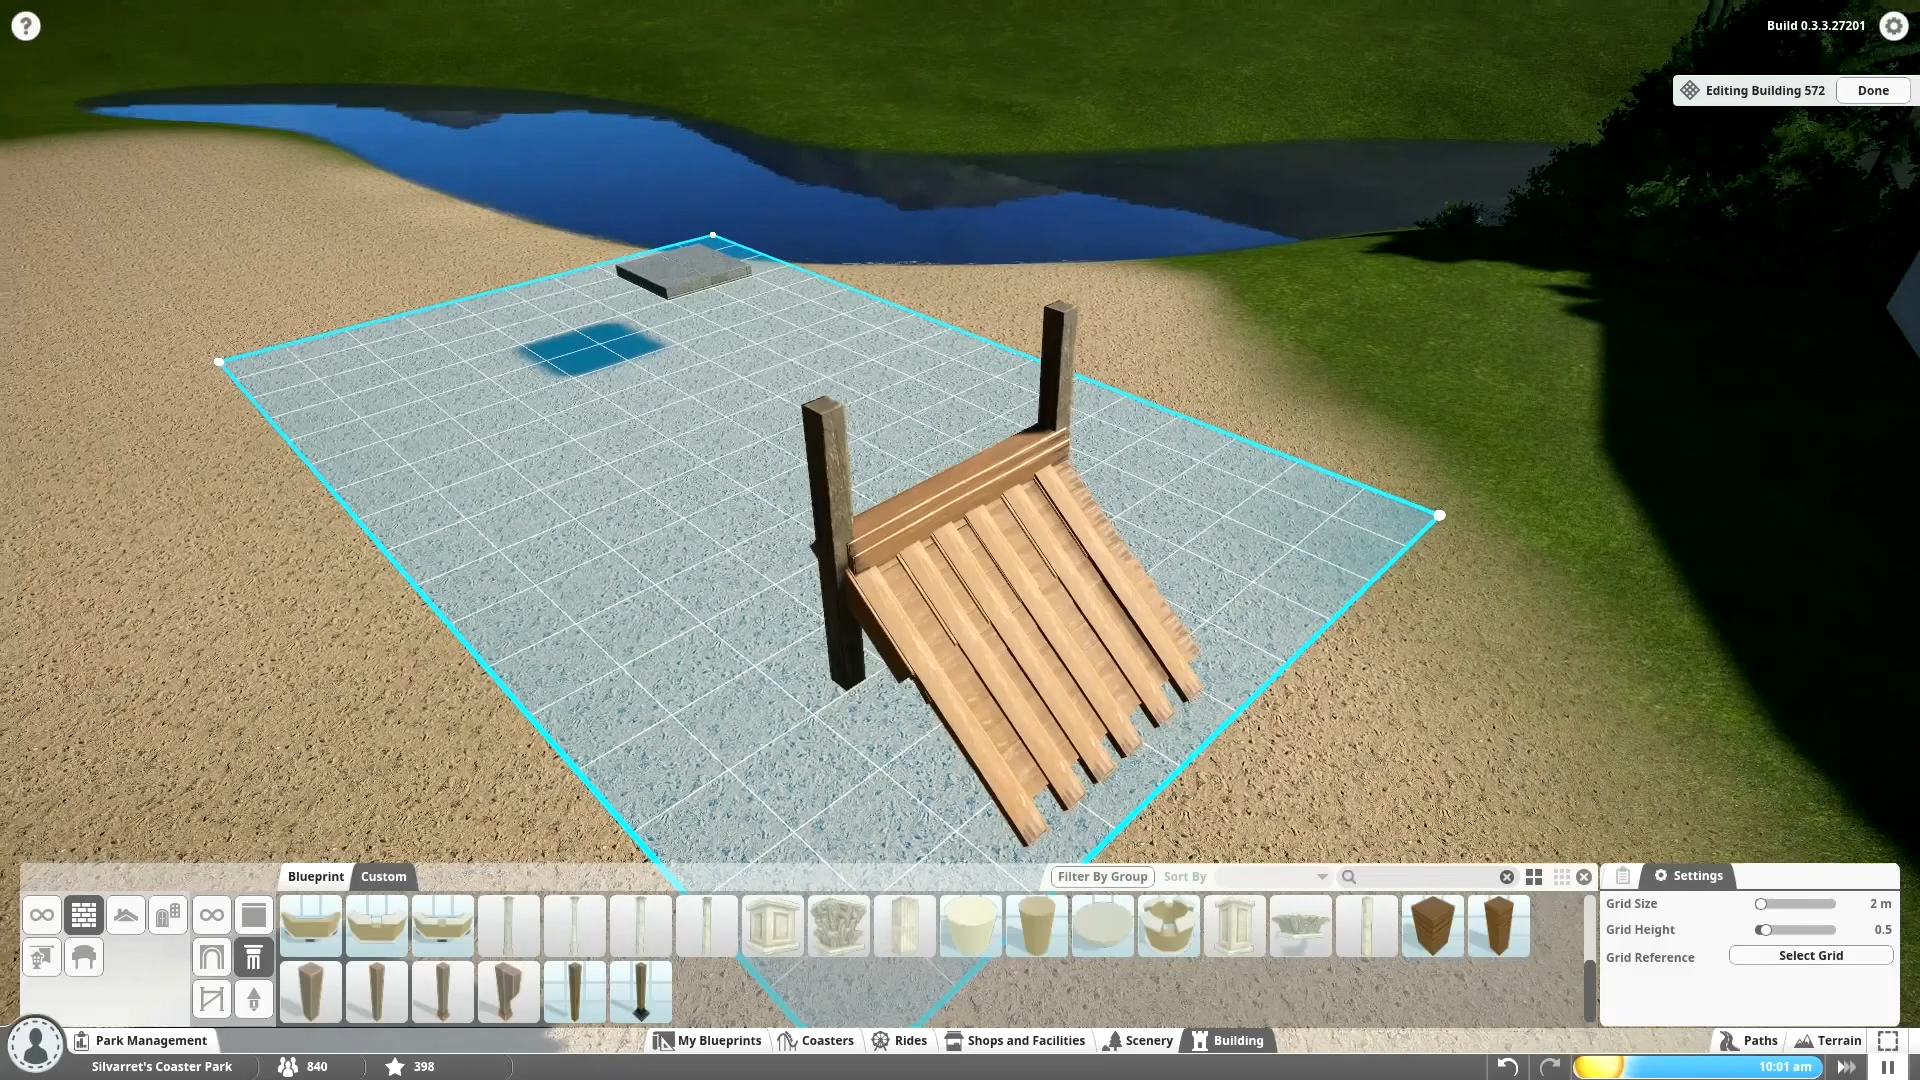 ?
Build 0.3.3.27201
Editing Building 572
Done
Blueprint
Custom
Filter By Group
Sort By
Settings
Grid Size
2 m
Grid Height
0.5
Grid Reference
Select Grid
Park Management
My Blueprints
Coasters
Rides
Shops and Facilities
Scenery
Building
Paths
Terrain
Silvarret's Coaster Park
840
398
10:01 am